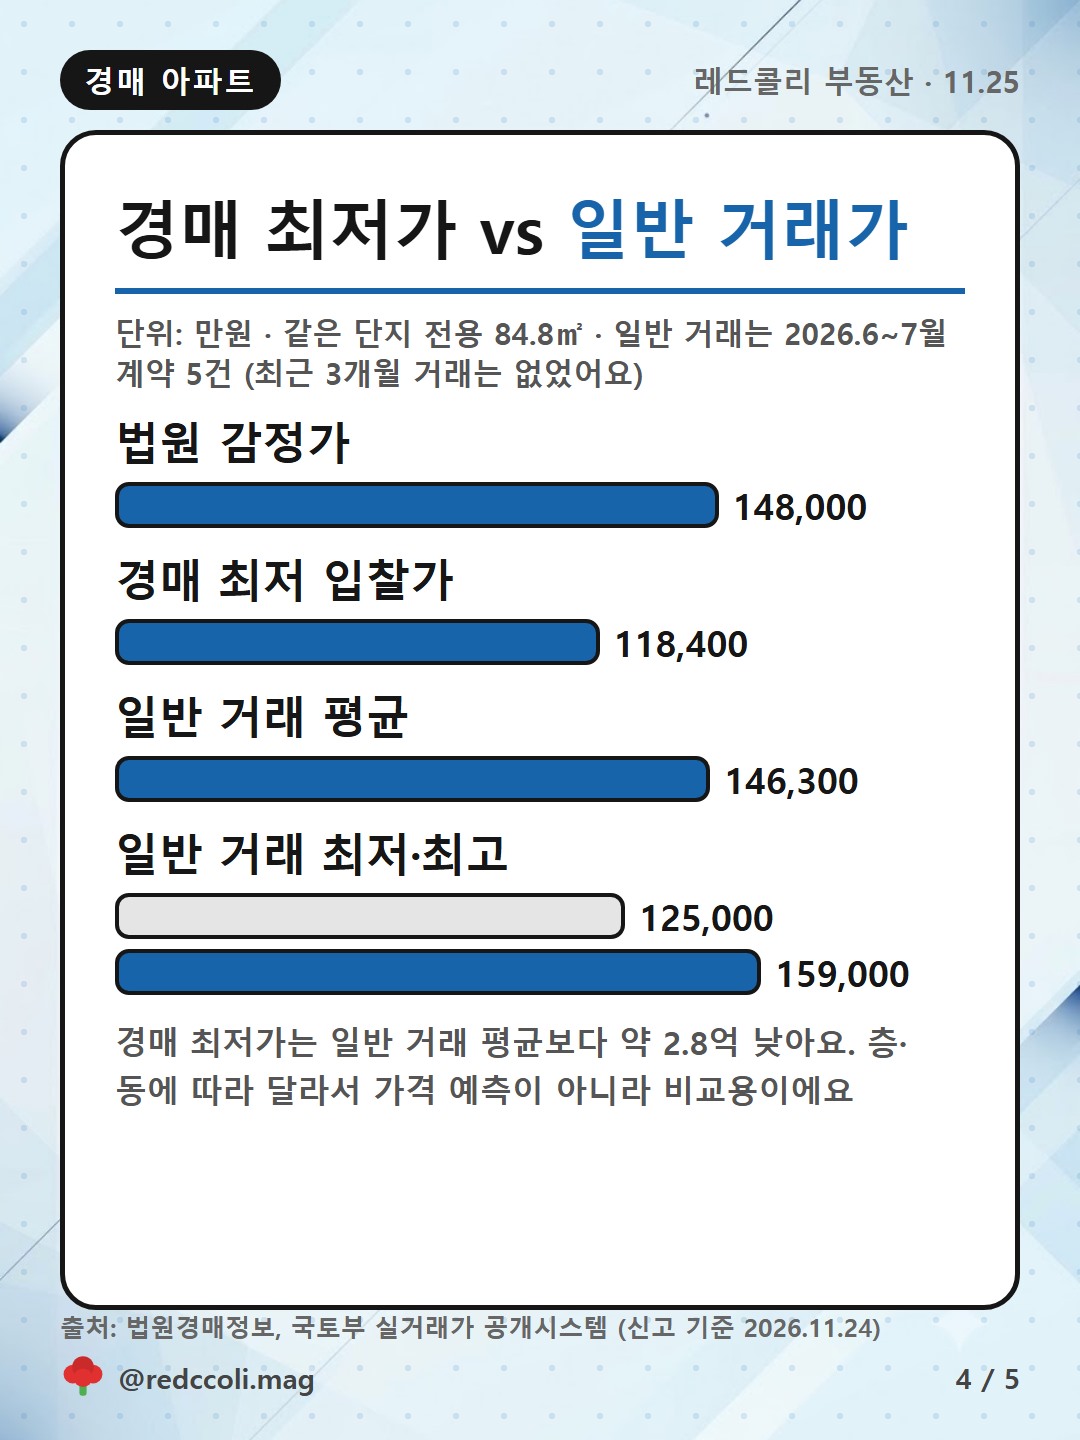 경매 아파트
레드콜리 부동산 · 11.25
경매 최저가 vs 일반 거래가
단위: 만원 · 같은 단지 전용 84.8㎡ · 일반 거래는 2026.6~7월
계약 5건 (최근 3개월 거래는 없었어요)
법원 감정가
148,000
경매 최저 입찰가
118,400
일반 거래 평균
146,300
일반 거래 최저·최고
125,000
159,000
경매 최저가는 일반 거래 평균보다 약 2.8억 낮아요. 층·
동에 따라 달라서 가격 예측이 아니라 비교용이에요
출처: 법원경매정보, 국토부 실거래가 공개시스템 (신고 기준 2026.11.24)
@redccoli.mag
4 / 5